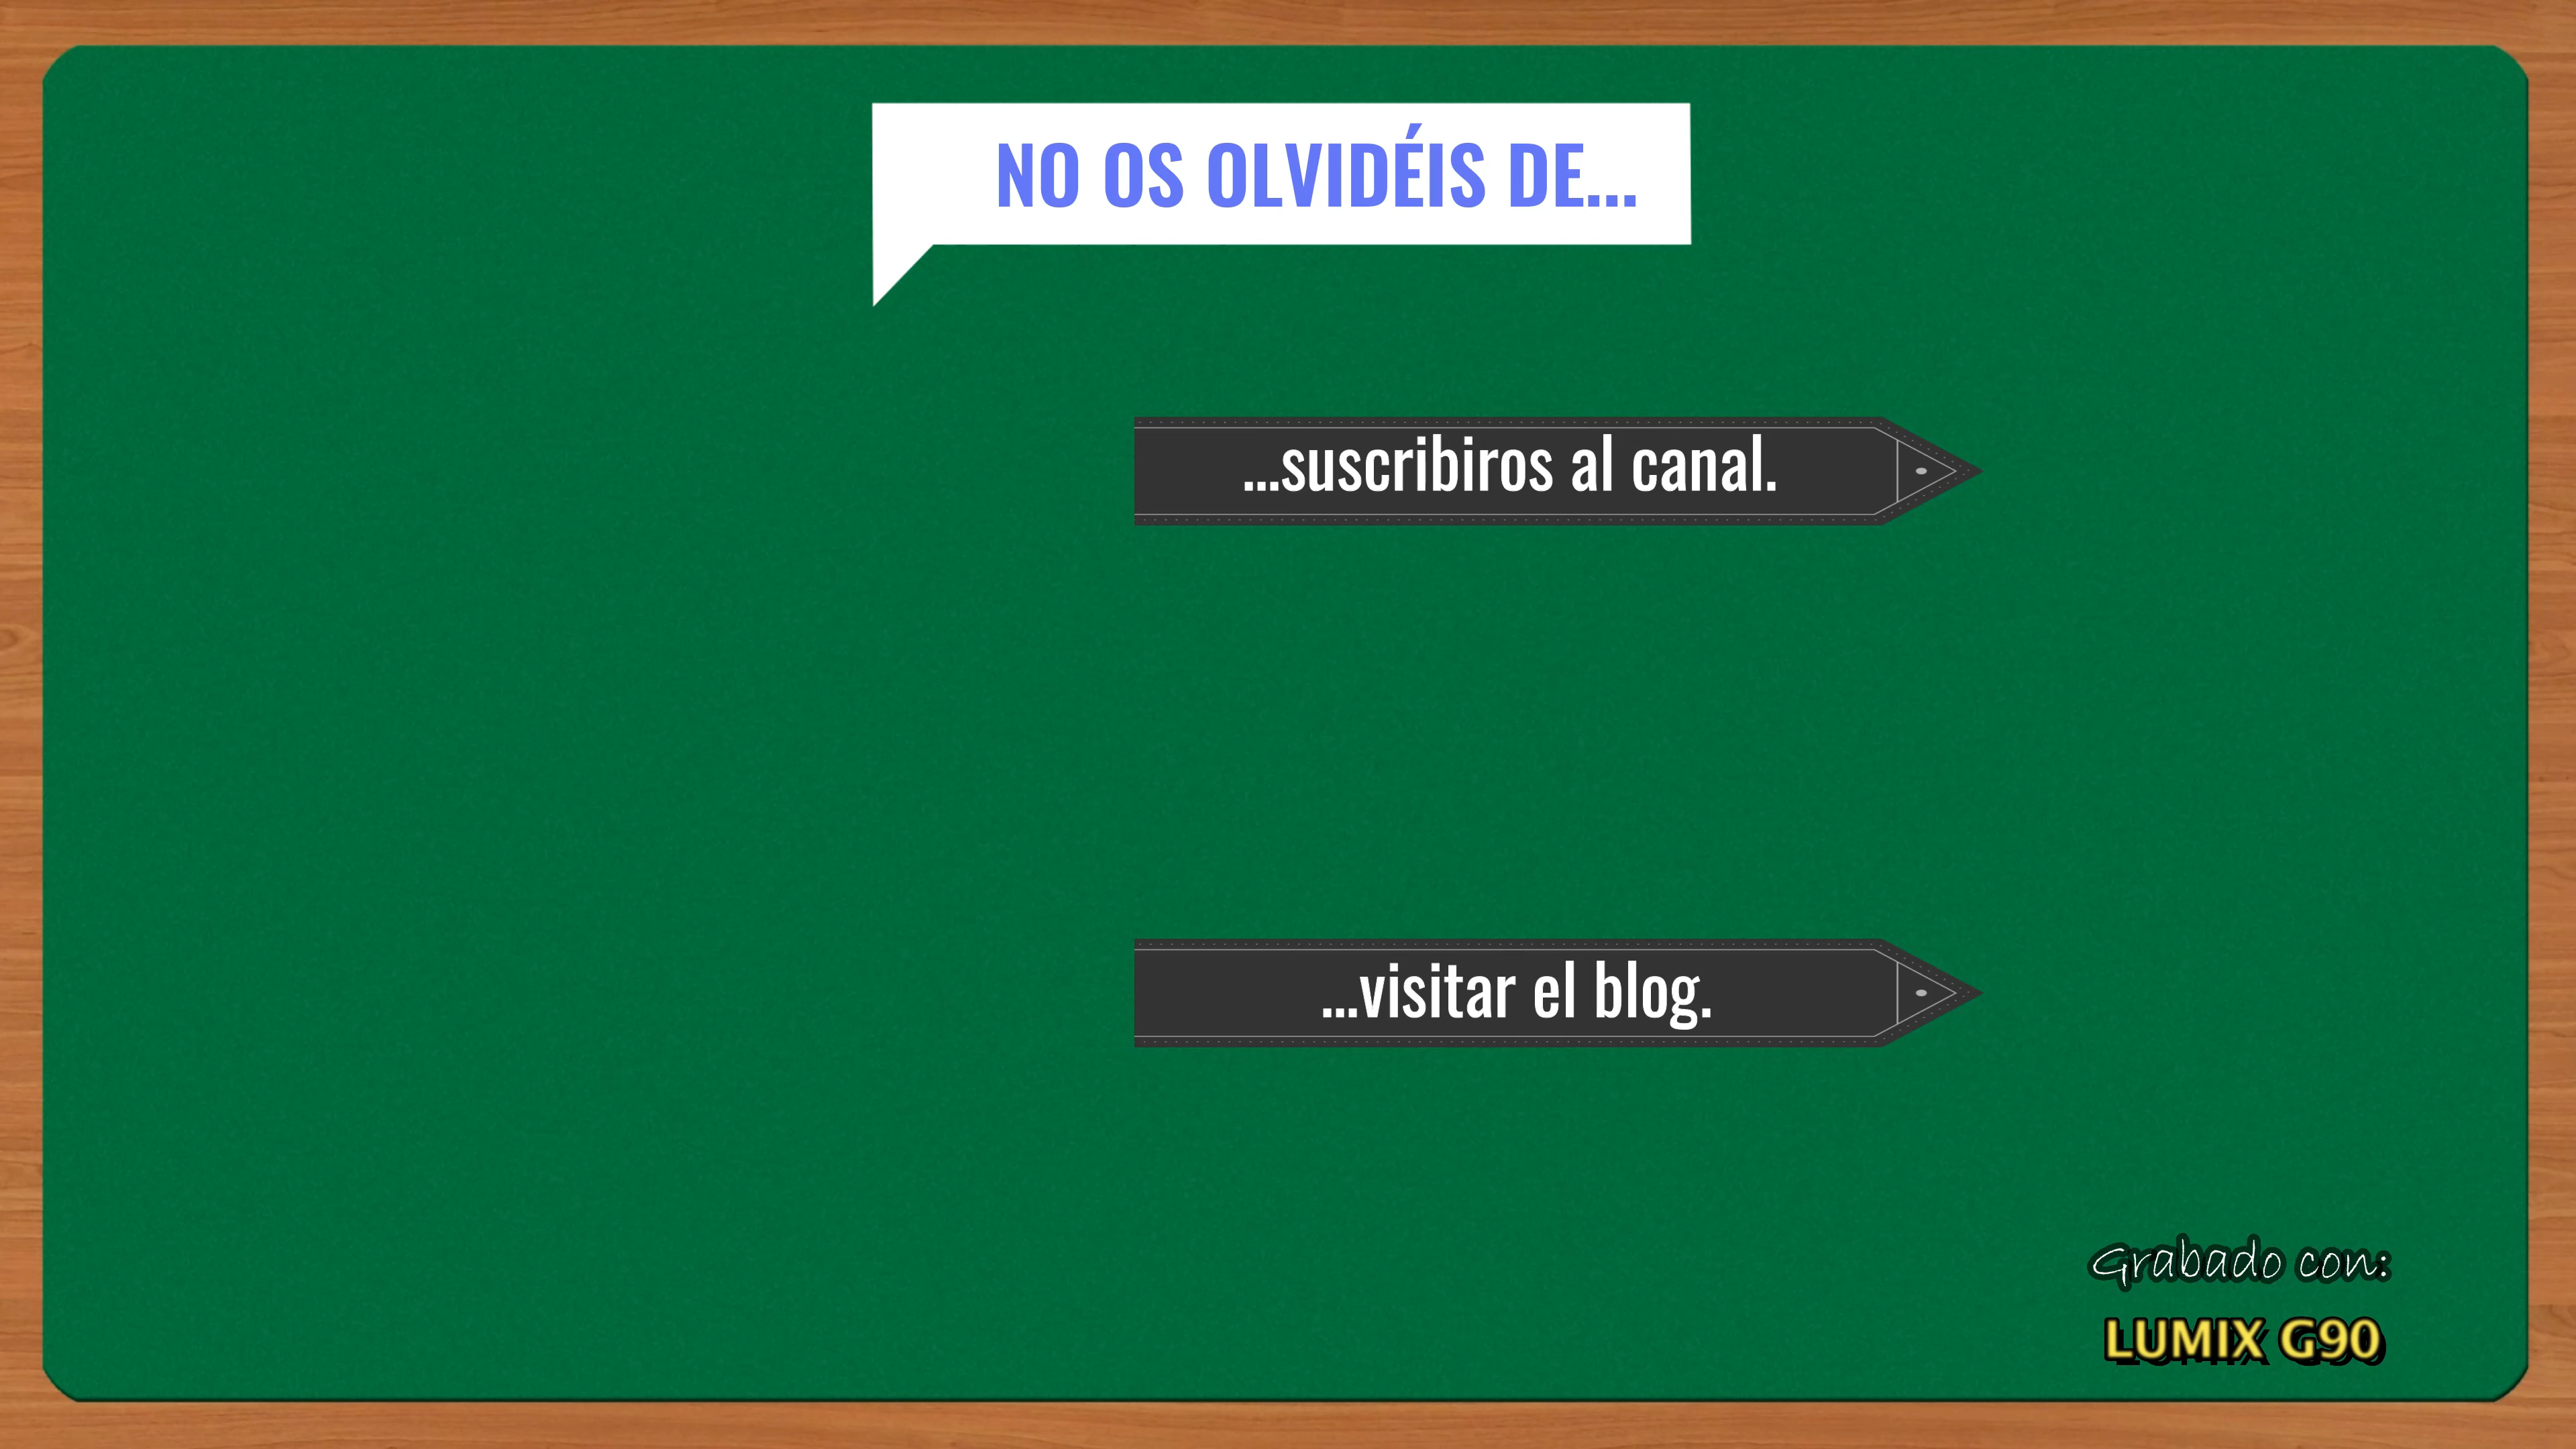 NO OS OLVIDÉIS DE...
...suscribiros al canal.
...visitar el blog.
Grabado con:
LUMIX G90